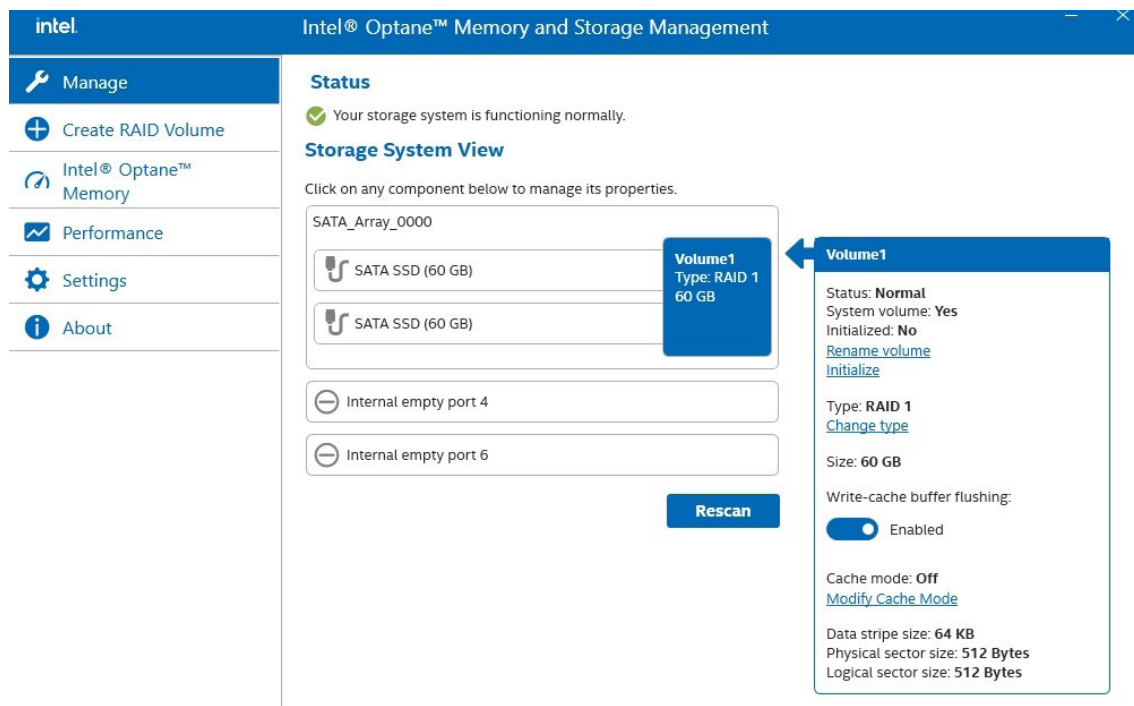 intel.
Intel® Optane™ Memory and Storage Management
Manage
Create RAID Volume
Intel® Optane™
Memory
Performance
Settings
About
Status
Your storage system is functioning normally.
Storage System View
Click on any component below to manage its properties.
SATA_Array_0000
SATA SSD (60 GB)
SATA SSD (60 GB)
Volume1
Type: RAID 1
60 GB
Internal empty port 4
Internal empty port 6
Rescan
Volume1
Status: Normal
System volume: Yes
Initialized: No
Rename volume
Initialize
Type: RAID 1
Change type
Size: 60 GB
Write-cache buffer flushing:
Enabled
Cache mode: Off
Modify Cache Mode
Data stripe size: 64 KB
Physical sector size: 512 Bytes
Logical sector size: 512 Bytes